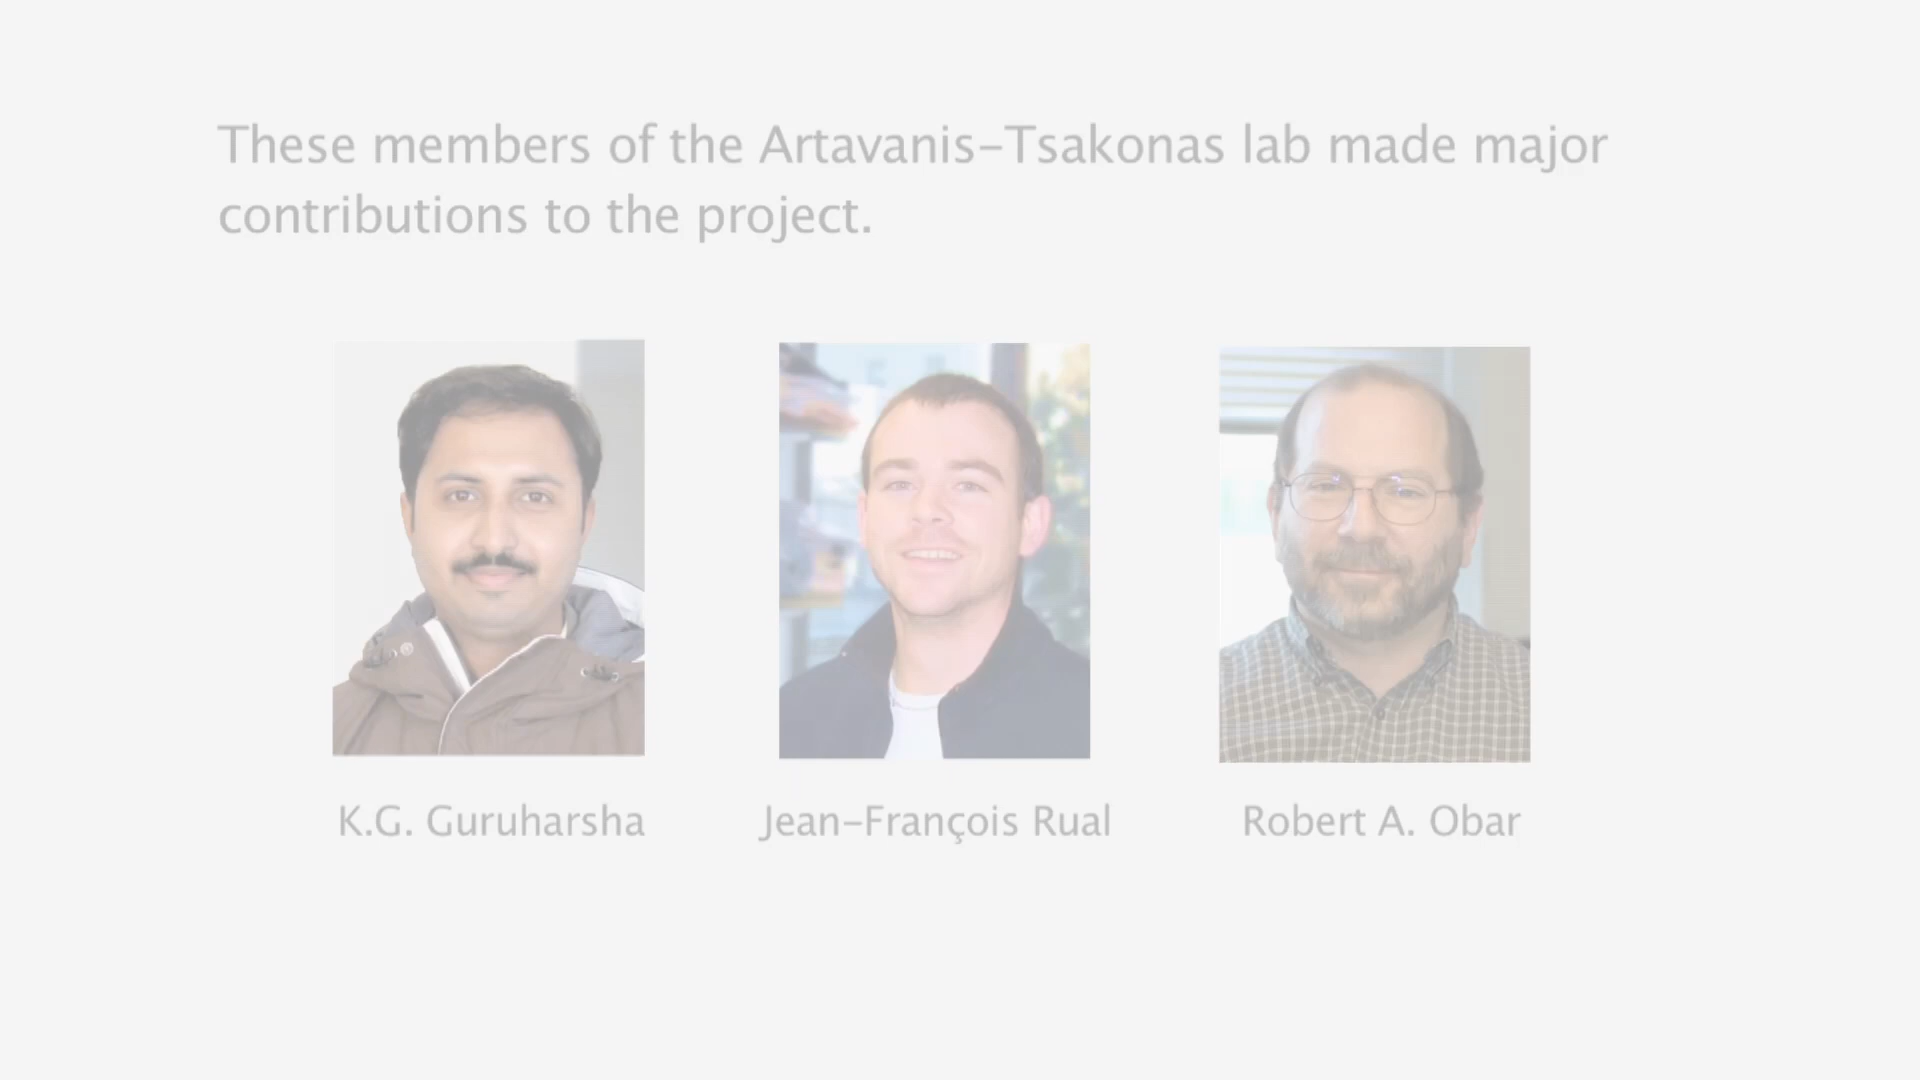 These members of the Artavanis–Tsakonas lab made major
contributions to the project.
K.G. Guruharsha
Jean–François Rual
Robert A. Obar